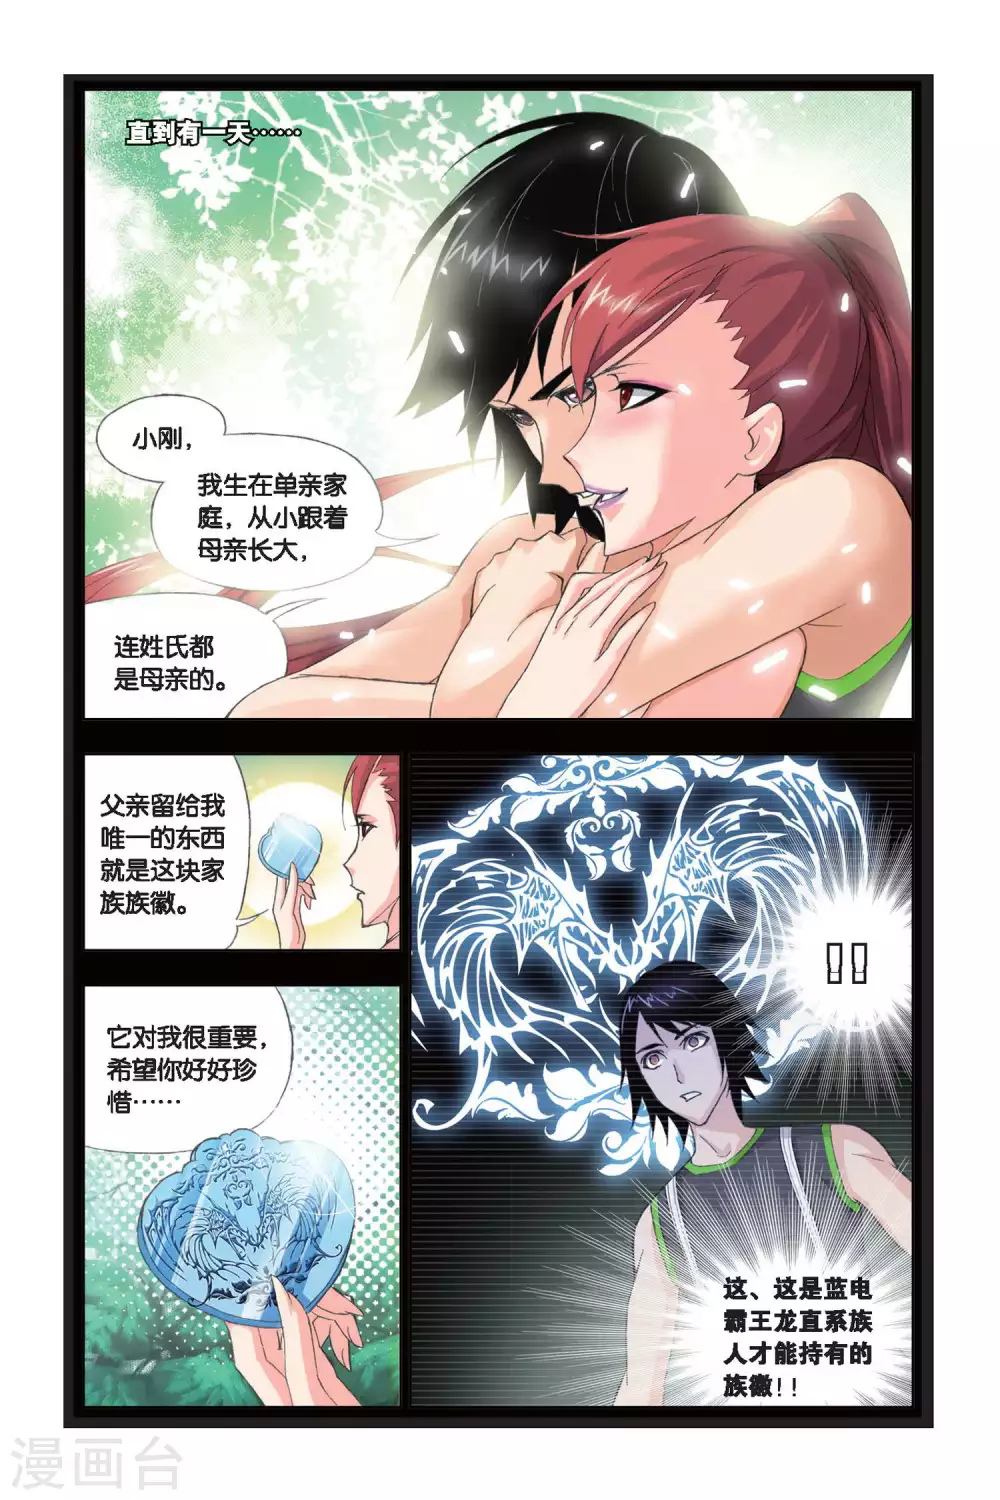 直到有一天……
小刚，
我生在单亲家
庭，从小跟着
母亲长大，
连姓氏都
是母亲的。
父亲留给我
唯一的东西
就是这块家
族族徽。
!!
它对我很重要，
希望你好好珍
惜……
这、这是蓝电
霸王龙直系族
人才能持有的
族徽!!
漫画台